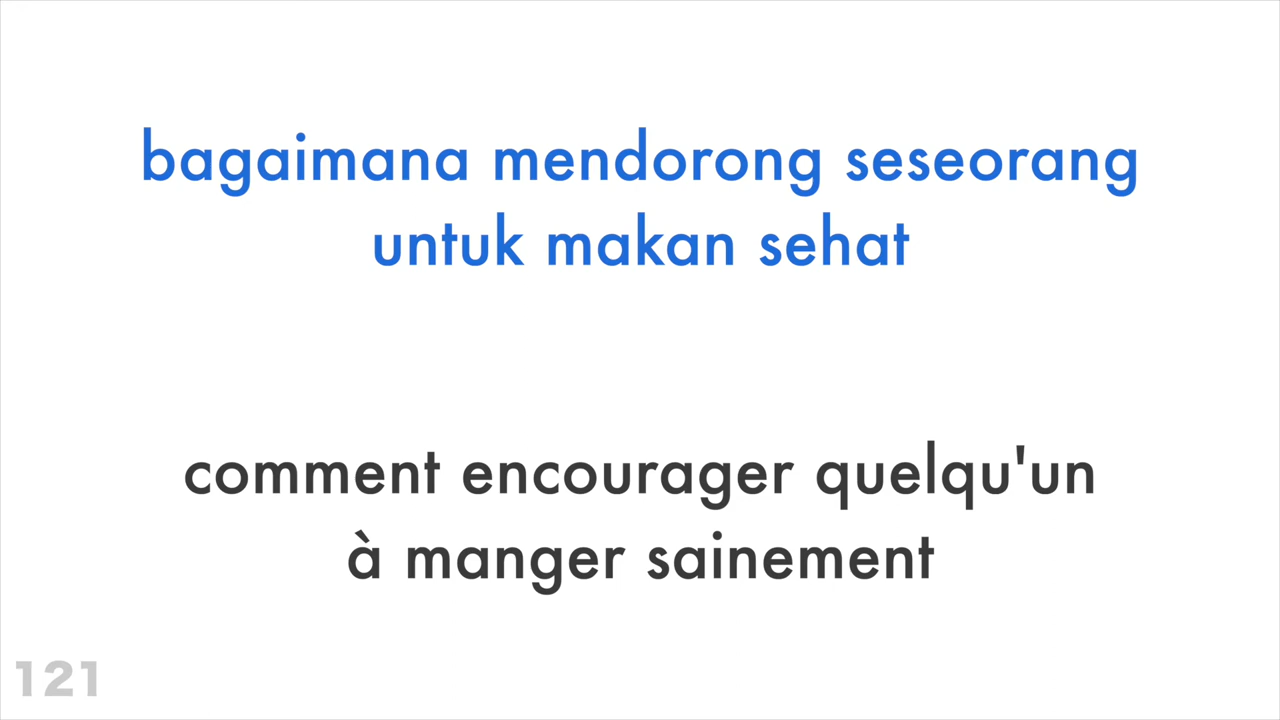 bagaimana mendorong seseorang
untuk makan sehat
comment encourager quelqu'un
à manger sainement
121